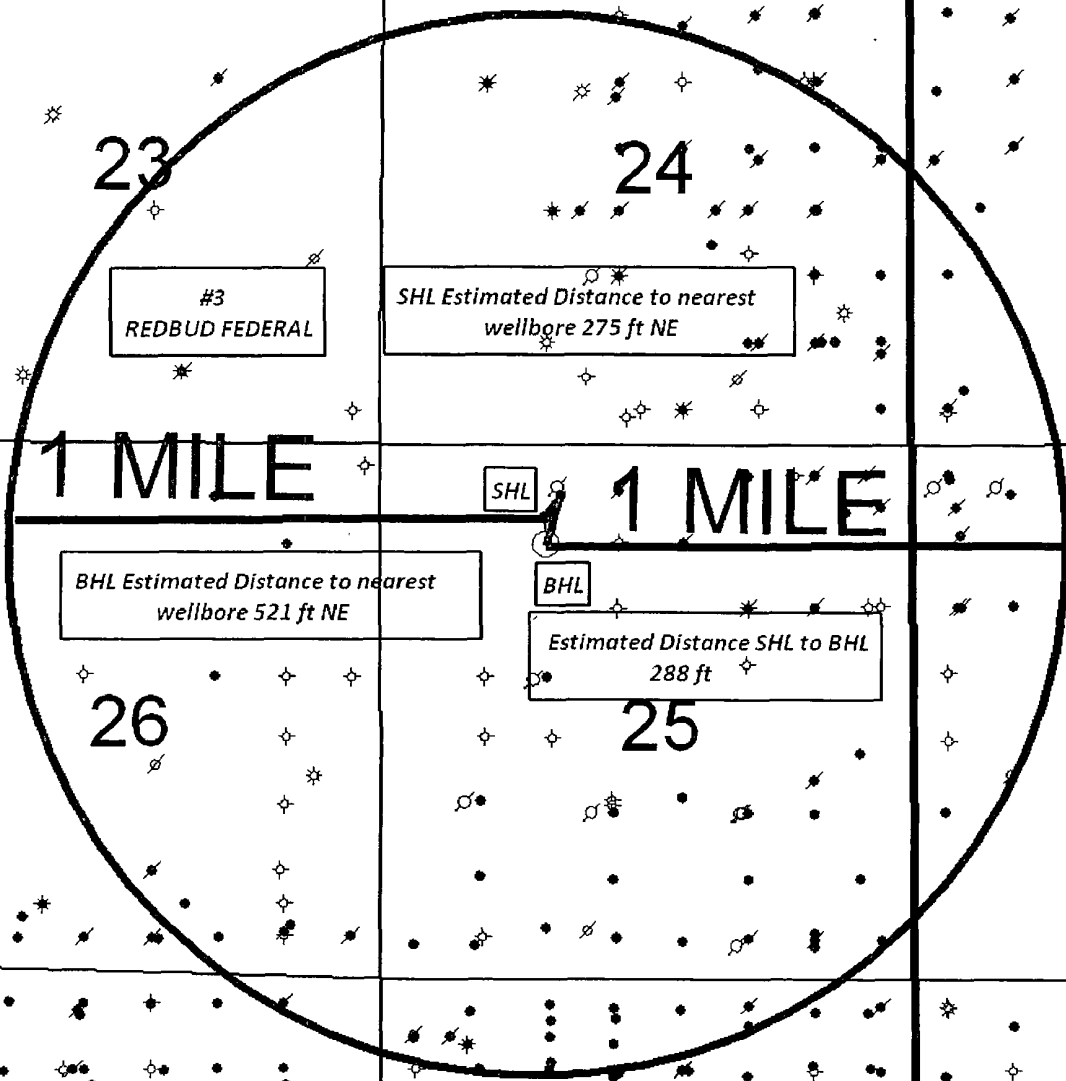 23
24
#3
REDBUD FEDERAL
SHL Estimated Distance to nearest
wellbore 275 ft NE
1 MILE
SHL
1 MILE
BHL Estimated Distance to nearest
wellbore 521 ft NE
BHL
Estimated Distance SHL to BHL
288 ft
26
25